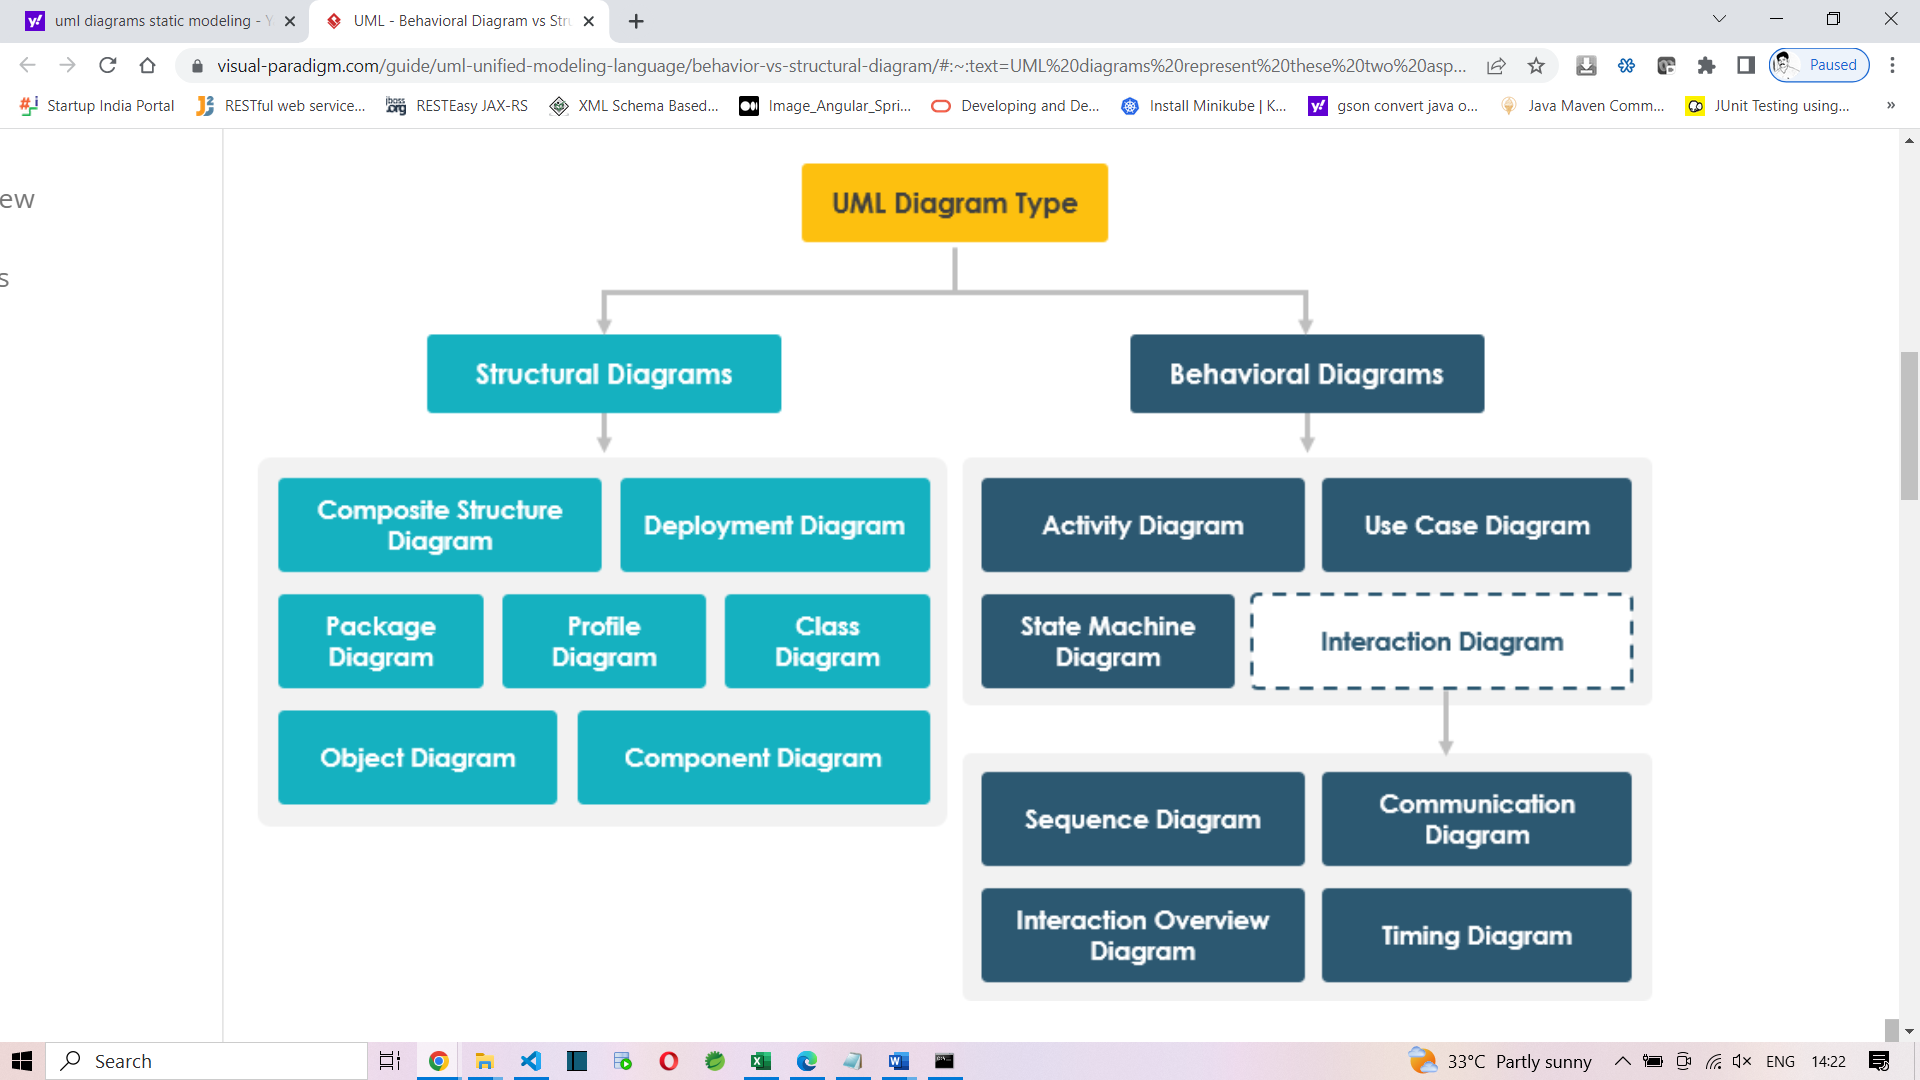 uml diagrams static modeling - Y
UML - Behavioral Diagram vs Str
visual-paradigm.com/guide/uml-unified-modeling-language/behavior-vs-structural-diagram/#:~:text=UML%20diagrams%20represent%20these%20two%20asp...
Paused
Startup India Portal
RESTful web service...
RESTEasy JAX-RS
XML Schema Based...
Image_Angular_Spri...
Developing and De...
Install Minikube | K...
gson convert java o...
Java Maven Comm...
JUnit Testing using...
»
ew
s
UML Diagram Type
Structural Diagrams
Behavioral Diagrams
Composite Structure
Diagram
Deployment Diagram
Package
Diagram
Profile
Diagram
Class
Diagram
Object Diagram
Component Diagram
Activity Diagram
Use Case Diagram
State Machine
Diagram
Interaction Diagram
Sequence Diagram
Communication
Diagram
Interaction Overview
Diagram
Timing Diagram
Search
33°C Partly sunny
ENG
14:22